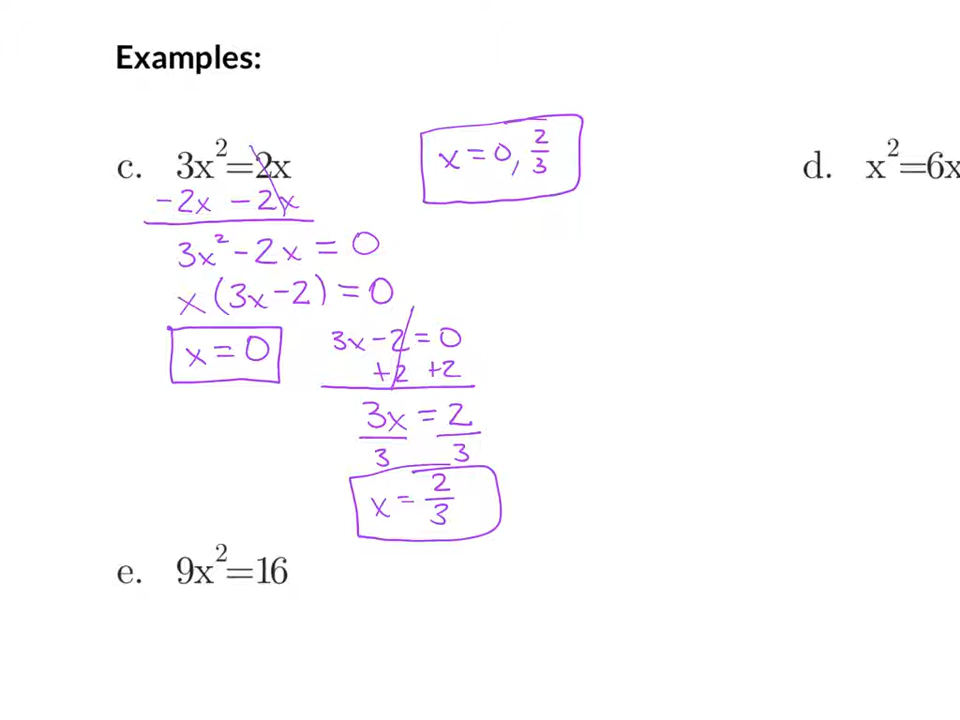 Examples:
c. 3x²=2x
-2x -2x
3x²-2x=0
x(3x-2)=0
x=0
3x-2=0
+2 +2
3x=2
3 3
x=2/3
x=0, 2/3
d. x²=6x
e. 9x²=16